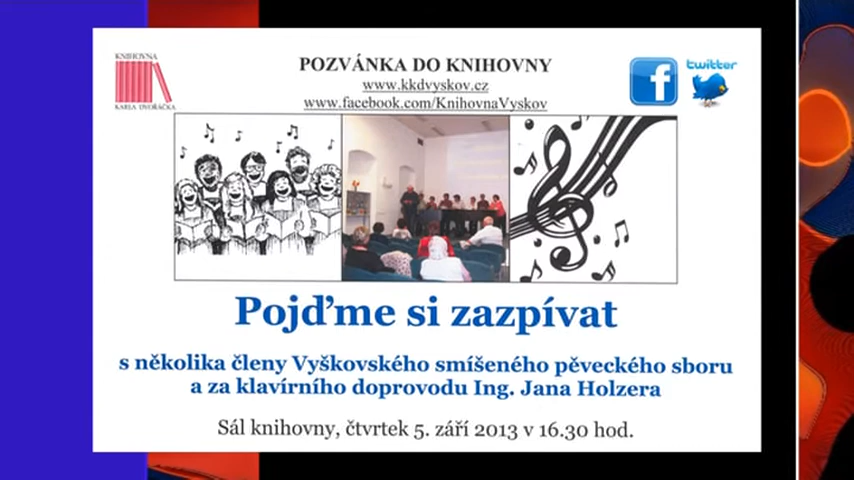 KNIHOVNA
KARLA DVOŘÁČKA
POZVÁNKA DO KNIHOVNY
www.kkdvyskov.cz
www.facebook.com/KnihovnaVyskov
f
twitter
Pojďme si zazpívat
s několika členy Vyškovského smíšeného pěveckého sboru
a za klavírního doprovodu Ing. Jana Holzera
Sál knihovny, čtvrtek 5. září 2013 v 16.30 hod.